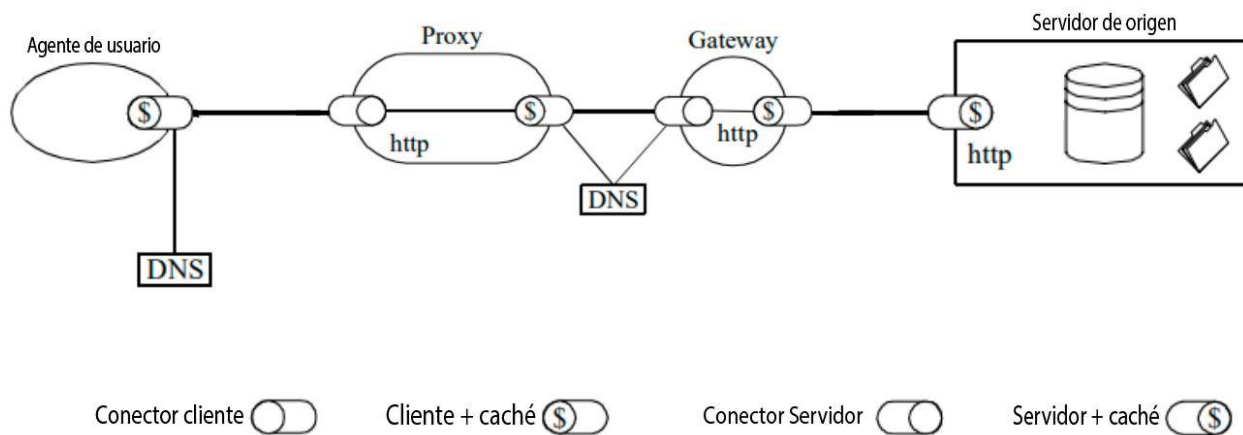 Agente de usuario
Proxy
Gateway
Servidor de origen
$
$
$
$
http
http
http
DNS
DNS
Conector cliente
Cliente + caché $
Conector Servidor
Servidor + caché $